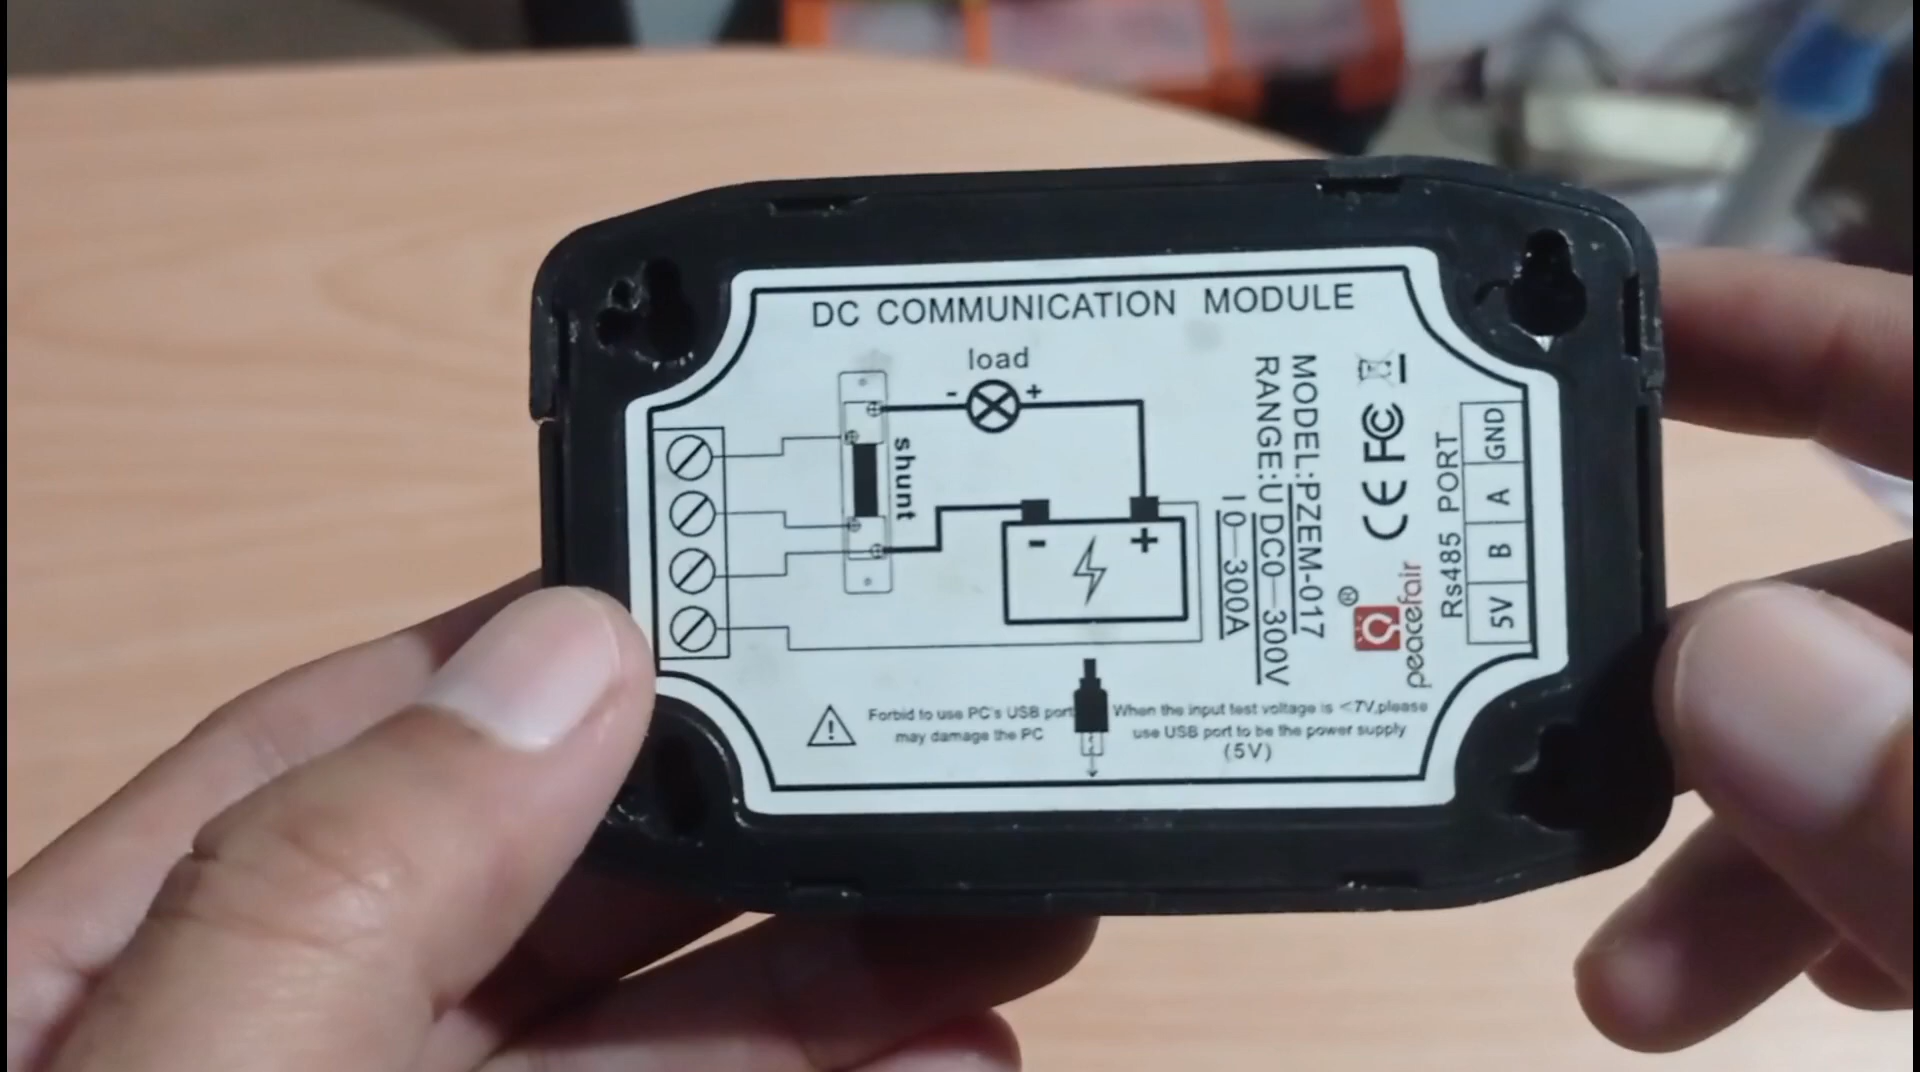 DC COMMUNICATION MODULE
load
- +
shunt
- +
MODEL:PZEM-017
RANGE:U DC0—300V
I 0—300A
CE FC
peacefair®
Rs485 PORT
GND A B 5V
Forbid to use PC's USB port
may damage the PC
When the input test voltage is <7V,please
use USB port to be the power supply
(5V)